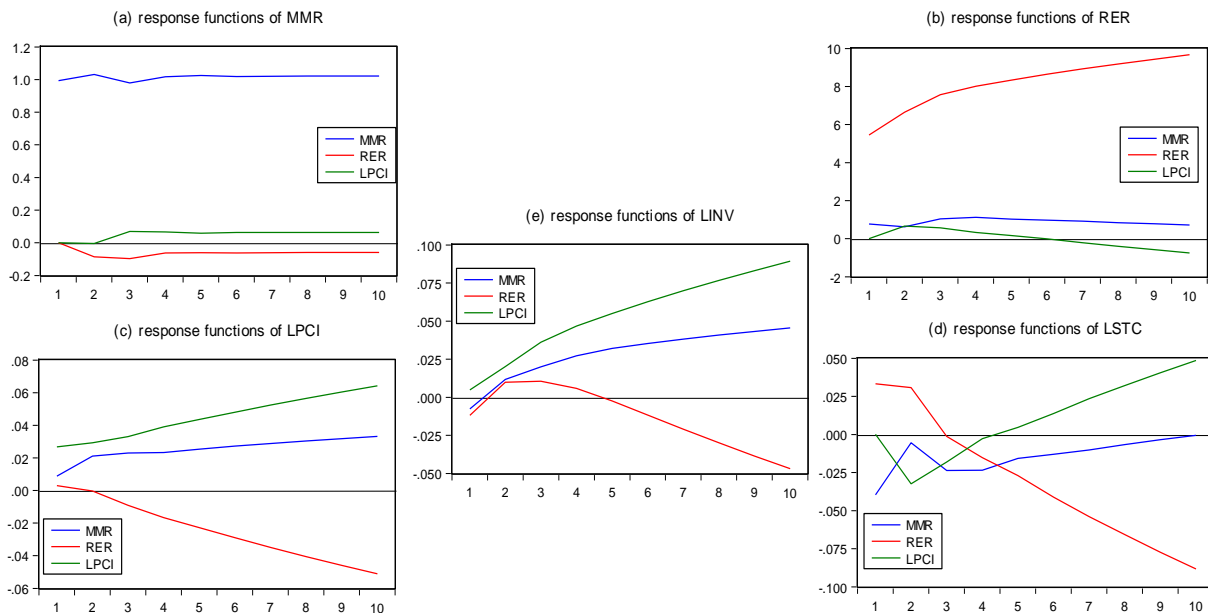 (a) response functions of MMR
1.2
1.0
0.8
0.6
0.4
0.2
0.0
-0.2
MMR
RER
LPCI
1 2 3 4 5 6 7 8 9 10
(b) response functions of RER
10
8
6
4
2
0
-2
MMR
RER
LPCI
1 2 3 4 5 6 7 8 9 10
(e) response functions of LINV
.100
.075
.050
.025
.000
-.025
-.050
MMR
RER
LPCI
1 2 3 4 5 6 7 8 9 10
(c) response functions of LPCI
.08
.06
.04
.02
.00
-.02
-.04
-.06
MMR
RER
LPCI
1 2 3 4 5 6 7 8 9 10
(d) response functions of LSTC
.050
.025
.000
-.025
-.050
-.075
-.100
MMR
RER
LPCI
1 2 3 4 5 6 7 8 9 10